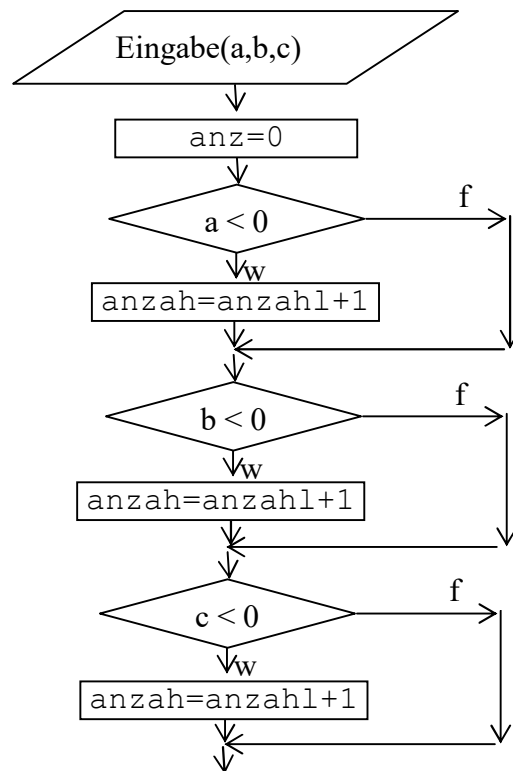 Eingabe(a,b,c)
anz=0
a < 0
f
w
anzah=anzahl+1
b < 0
f
w
anzah=anzahl+1
c < 0
f
w
anzah=anzahl+1